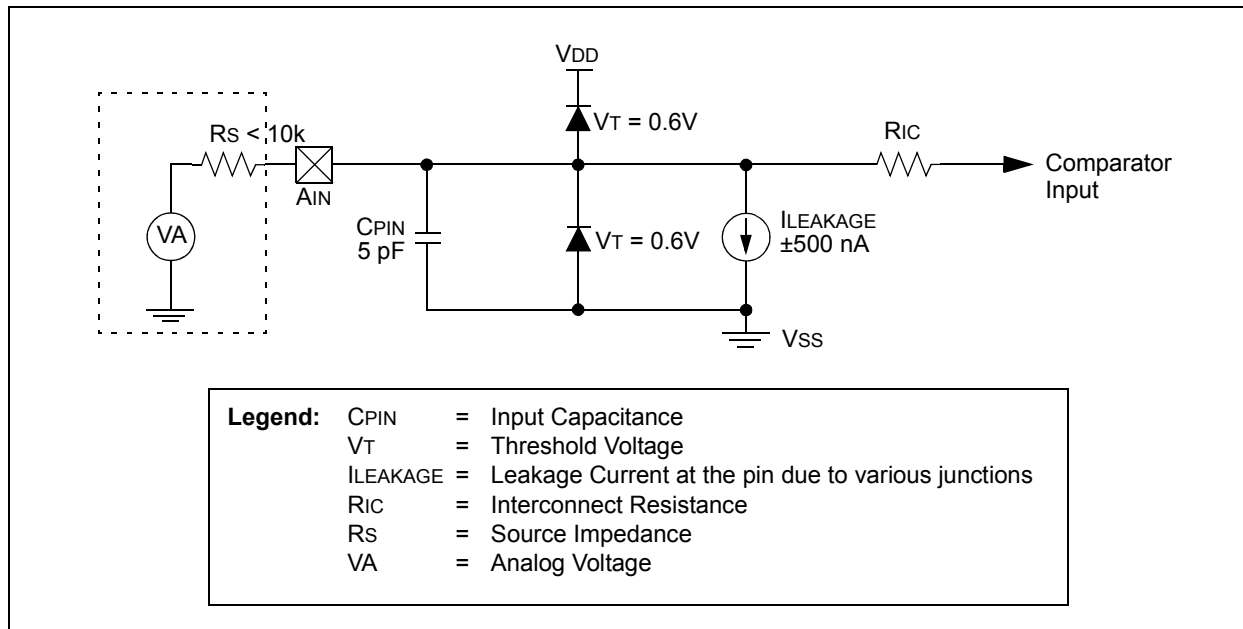 VDD
VT = 0.6V
RS < 10k
RIC
AIN
Comparator
Input
VA
CPIN
5 pF
VT = 0.6V
ILEAKAGE
±500 nA
VSS
Legend: CPIN = Input Capacitance
VT = Threshold Voltage
ILEAKAGE = Leakage Current at the pin due to various junctions
RIC = Interconnect Resistance
RS = Source Impedance
VA = Analog Voltage